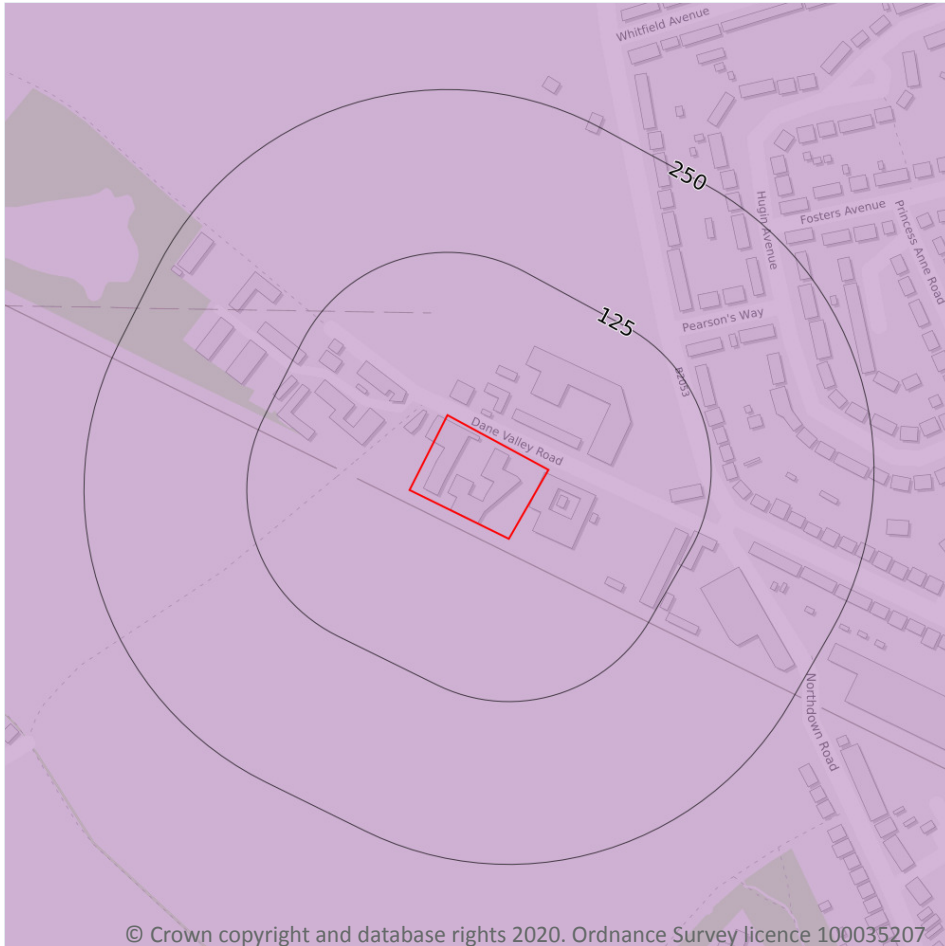 Whitfield Avenue
250
Hugin Avenue
Fosters Avenue
Princess Anne Road
125
Pearson's Way
B2053
Dane Valley Road
Northdown Road
© Crown copyright and database rights 2020. Ordnance Survey licence 100035207